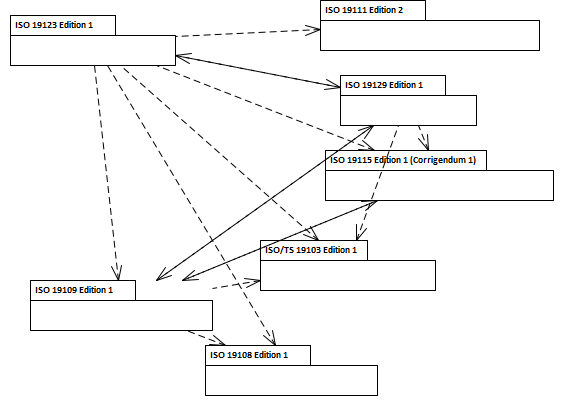 ISO 19123 Edition 1
ISO 19111 Edition 2
ISO 19129 Edition 1
ISO 19115 Edition 1 (Corrigendum 1)
ISO/TS 19103 Edition 1
ISO 19109 Edition 1
ISO 19108 Edition 1